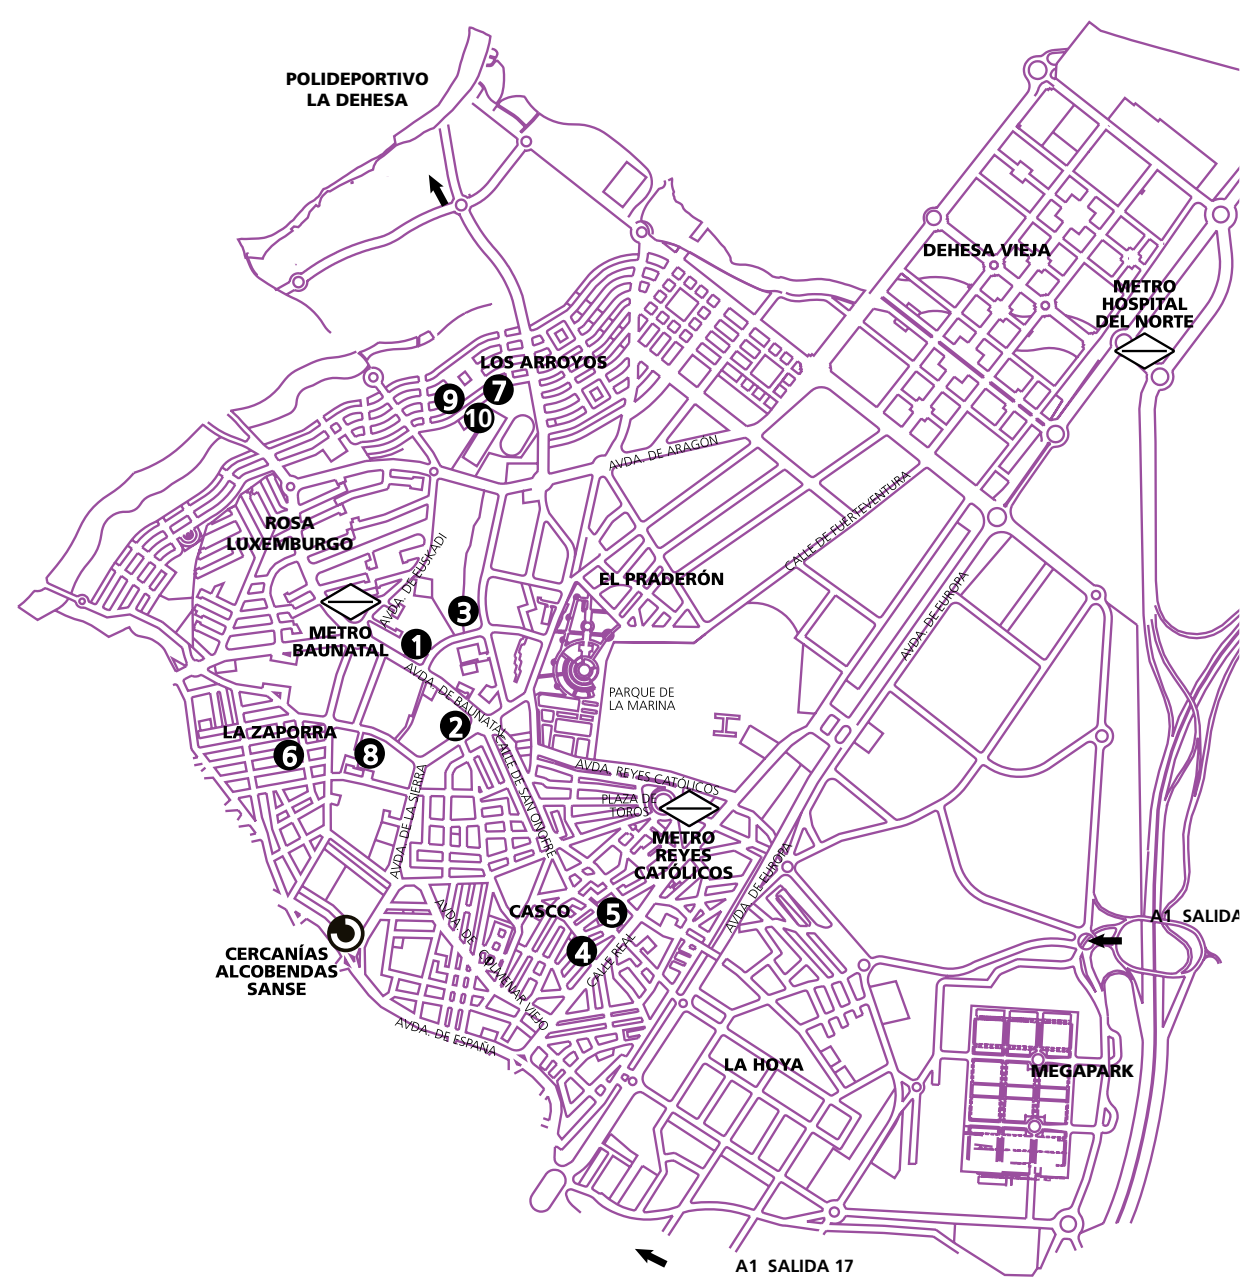 POLIDEPORTIVO
LA DEHESA
DEHESA VIEJA
METRO
HOSPITAL
DEL NORTE
LOS ARROYOS
7
9
10
AVDA. DE ARAGÓN
CALLE DE FUERTEVENTURA
ROSA
LUXEMBURGO
AVDA. DE EUSKADI
EL PRADERÓN
AVDA. DE EUROPA
3
METRO
BAUNATAL
1
AVDA. DE BAUNATAL
PARQUE DE
LA MARINA
2
LA ZAPORRA
6
8
CALLE DE SAN ONOFRE
AVDA. DE LA SIERRA
AVDA. REYES CATÓLICOS
PLAZA DE
TOROS
METRO
REYES
CATÓLICOS
AVDA. DE EUROPA
CASCO
5
4
CALLE REAL
AVDA. DE COLMENAR VIEJO
A1 SALIDA
CERCANÍAS
ALCOBENDAS
SANSE
AVDA. DE ESPAÑA
LA HOYA
MEGAPARK
A1 SALIDA 17